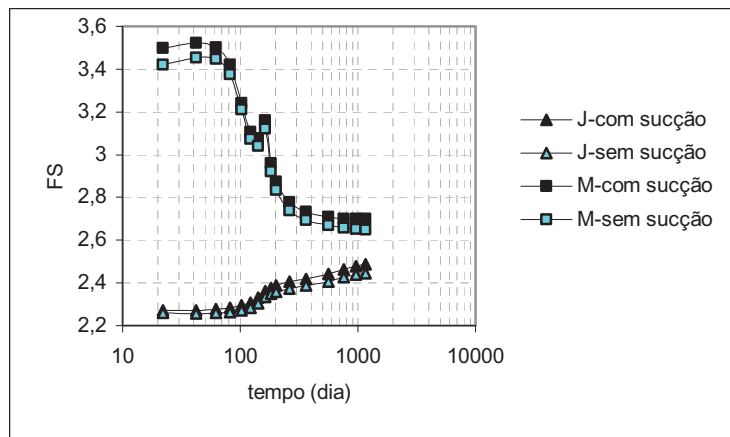 3,6
3,4
3,2
3
2,8
2,6
2,4
2,2
FS
10
100
1000
10000
tempo (dia)
J-com sucção
J-sem sucção
M-com sucção
M-sem sucção